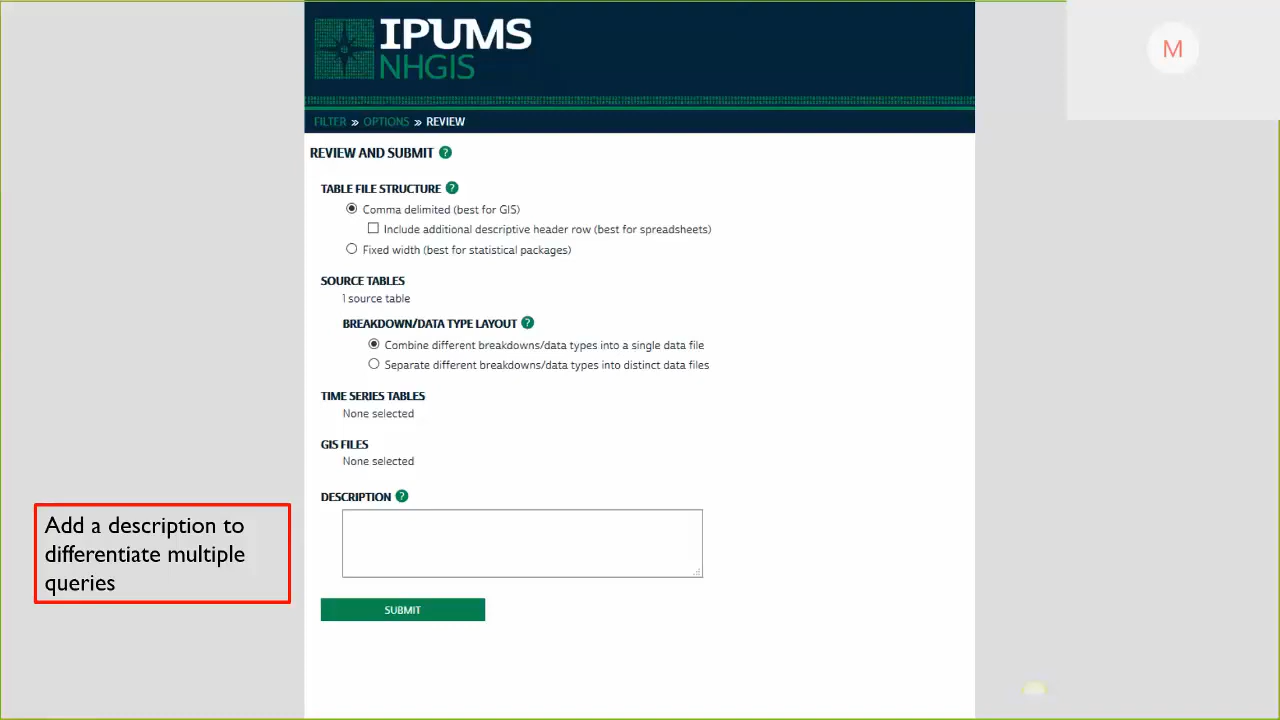 IPUMS
NHGIS
M
FILTER » OPTIONS » REVIEW
REVIEW AND SUBMIT ?
TABLE FILE STRUCTURE ?
Comma delimited (best for GIS)
Include additional descriptive header row (best for spreadsheets)
Fixed width (best for statistical packages)
SOURCE TABLES
1 source table
BREAKDOWN/DATA TYPE LAYOUT ?
Combine different breakdowns/data types into a single data file
Separate different breakdowns/data types into distinct data files
TIME SERIES TABLES
None selected
GIS FILES
None selected
DESCRIPTION ?
Add a description to
differentiate multiple
queries
SUBMIT